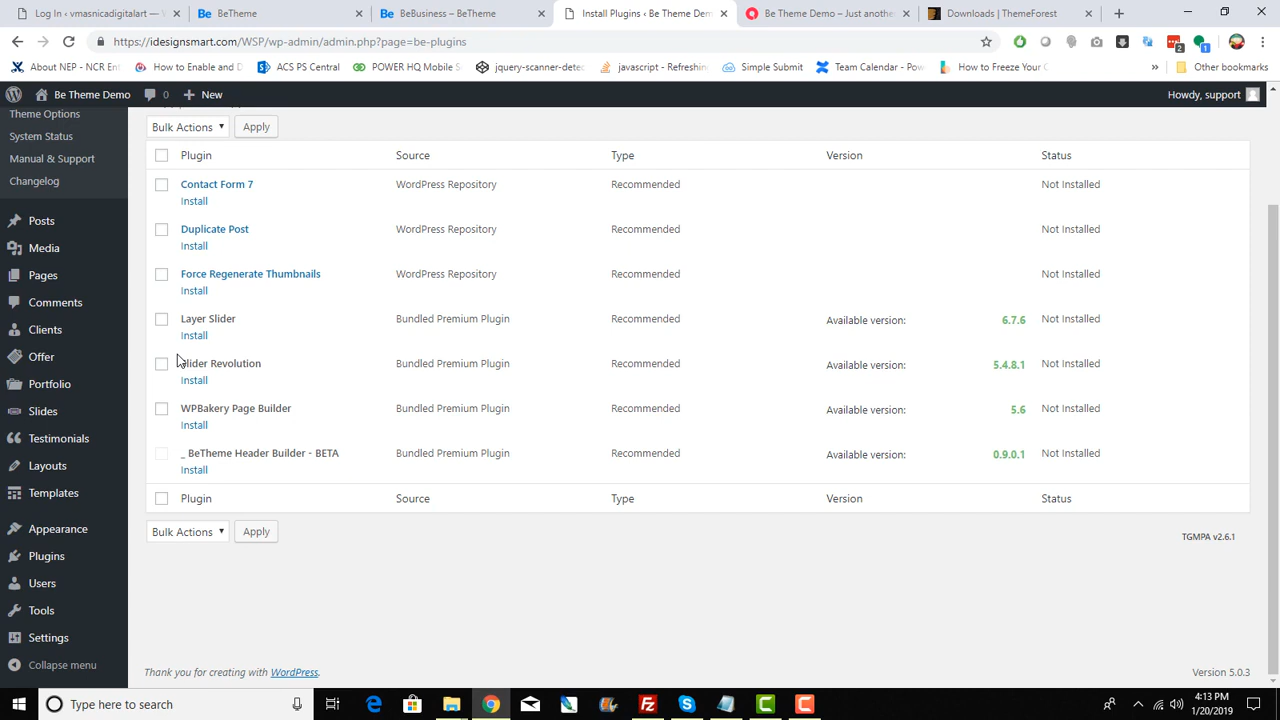 Log In ‹ vmasnicadigitalart —
BeTheme
BeBusiness – BeTheme
Install Plugins ‹ Be Theme Dem
Be Theme Demo – Just anothe
Downloads | ThemeForest
https://idesignsmart.com/WSP/wp-admin/admin.php?page=be-plugins
2
1
About NEP - NCR Ent
How to Enable and D
ACS PS Central
POWER HQ Mobile S
jquery-scanner-detec
javascript - Refreshing
Simple Submit
Team Calendar - Pow
How to Freeze Your C
»
Other bookmarks
Be Theme Demo
0
New
Howdy, support
Theme Options
System Status
Manual & Support
Changelog
Posts
Media
Pages
Comments
Clients
Offer
Portfolio
Slides
Testimonials
Layouts
Templates
Appearance
Plugins
Users
Tools
Settings
Collapse menu
Bulk Actions
Apply
Plugin Source Type Version Status
Contact Form 7 WordPress Repository Recommended Not Installed
Install
Duplicate Post WordPress Repository Recommended Not Installed
Install
Force Regenerate Thumbnails WordPress Repository Recommended Not Installed
Install
Layer Slider Bundled Premium Plugin Recommended Available version: 6.7.6 Not Installed
Install
Slider Revolution Bundled Premium Plugin Recommended Available version: 5.4.8.1 Not Installed
Install
WPBakery Page Builder Bundled Premium Plugin Recommended Available version: 5.6 Not Installed
Install
_ BeTheme Header Builder - BETA Bundled Premium Plugin Recommended Available version: 0.9.0.1 Not Installed
Install
Plugin Source Type Version Status
Bulk Actions
Apply
TGMPA v2.6.1
Thank you for creating with WordPress.
Version 5.0.3
Type here to search
4:13 PM
1/20/2019